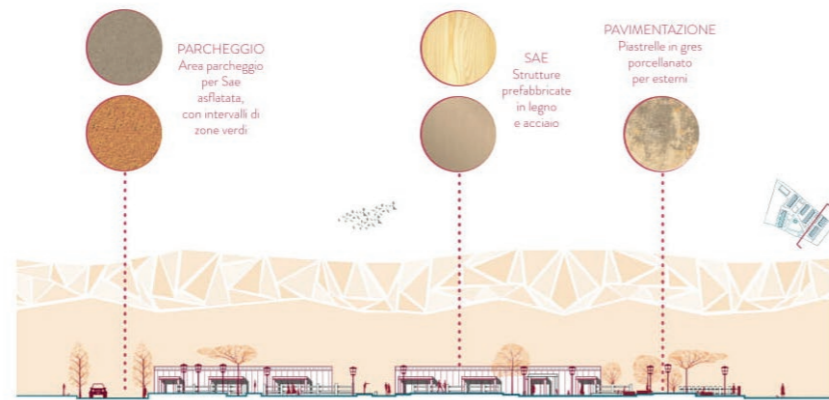 PARCHEGGIO
Area parcheggio
per Sae
asflatata,
con intervalli di
zone verdi
SAE
Strutture
prefabbricate
in legno
e acciaio
PAVIMENTAZIONE
Piastrelle in gres
porcellanato
per esterni